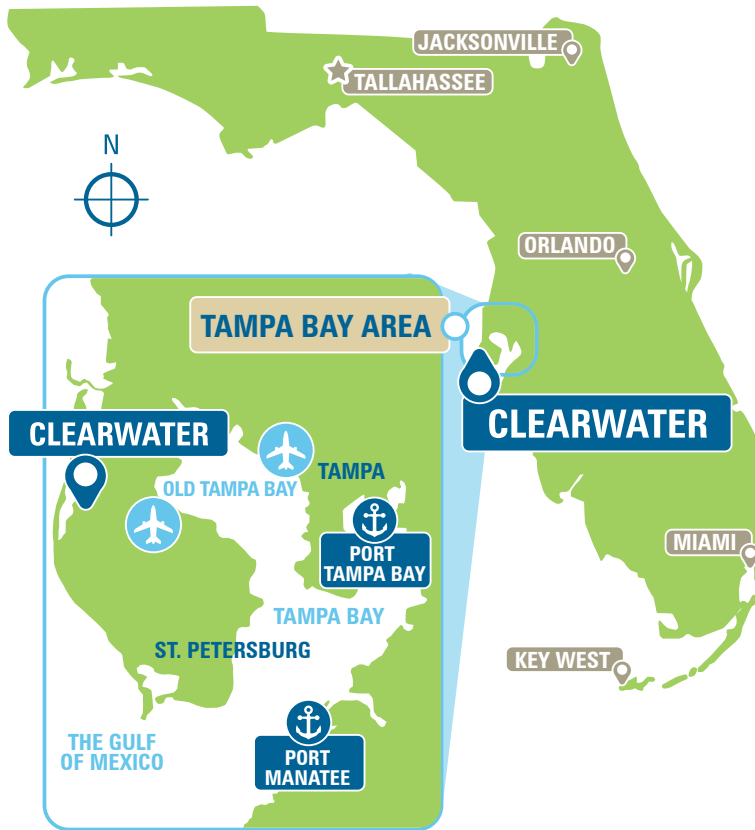 JACKSONVILLE
TALLAHASSEE
N
ORLANDO
TAMPA BAY AREA
CLEARWATER
CLEARWATER
TAMPA
OLD TAMPA BAY
PORT
TAMPA BAY
MIAMI
TAMPA BAY
ST. PETERSBURG
KEY WEST
THE GULF
OF MEXICO
PORT
MANATEE